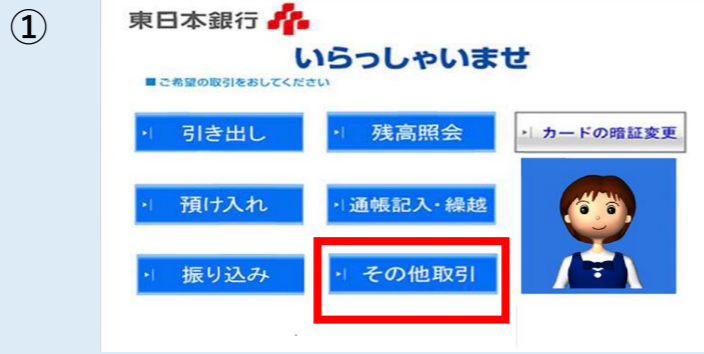 ①
東日本銀行
いらっしゃいませ
■ご希望の取引をおしてください
引き出し
残高照会
カードの暗証変更
預け入れ
通帳記入・繰越
振り込み
その他取引